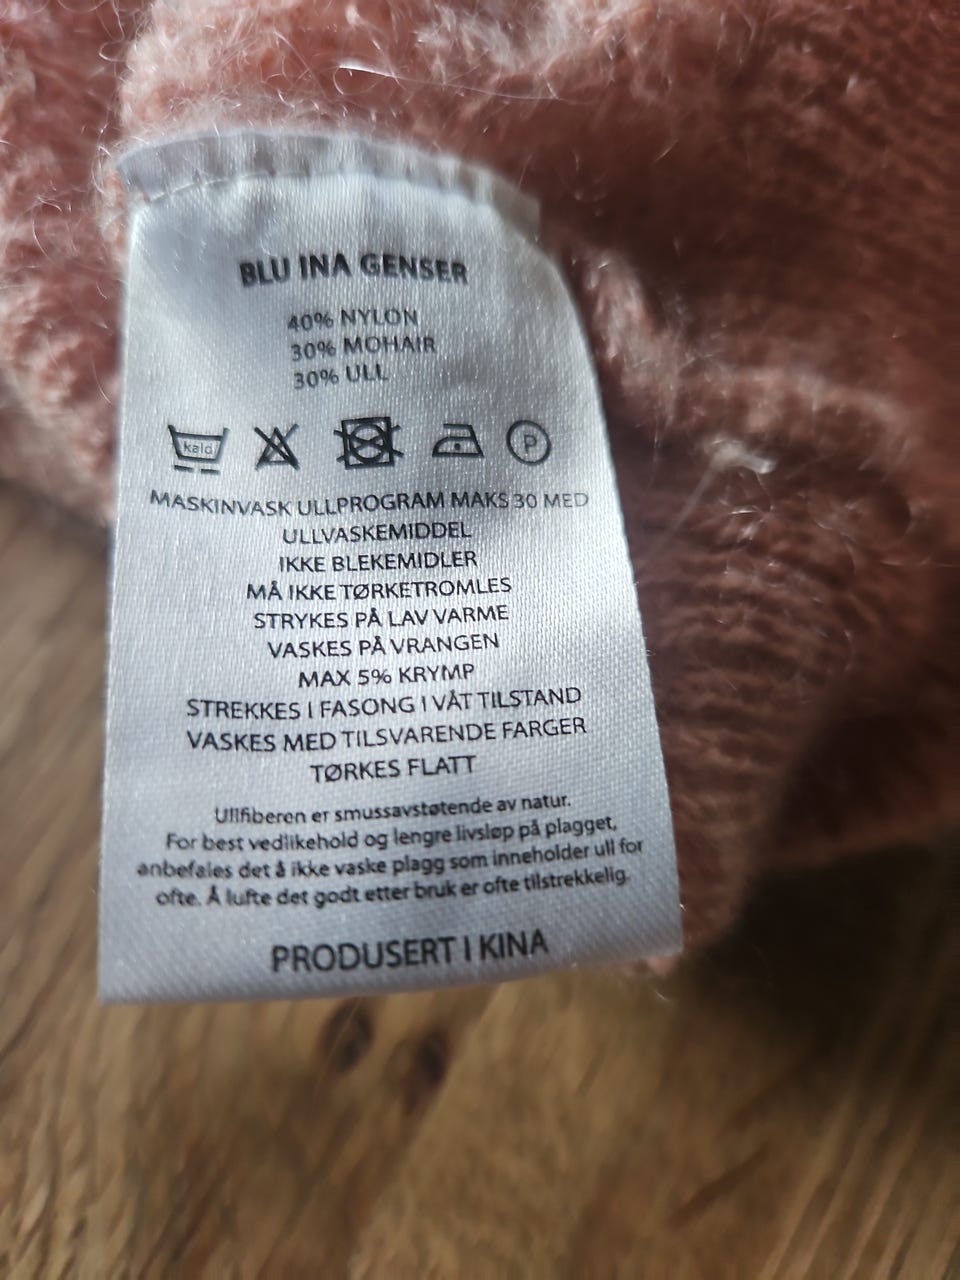 BLU INA GENSER
40% NYLON
30% MOHAIR
30% ULL
kald
P
MASKINVASK ULLPROGRAM MAKS 30 MED
ULLVASKEMIDDEL
IKKE BLEKEMIDLER
MÅ IKKE TØRKETROMLES
STRYKES PÅ LAV VARME
VASKES PÅ VRANGEN
MAX 5% KRYMP
STREKKES I FASONG I VÅT TILSTAND
VASKES MED TILSVARENDE FARGER
TØRKES FLATT
Ullfiberen er smussavstøtende av natur.
For best vedlikehold og lengre livsløp på plagget,
anbefales det å ikke vaske plagg som inneholder ull for
ofte. Å lufte det godt etter bruk er ofte tilstrekkelig.
PRODUSERT I KINA